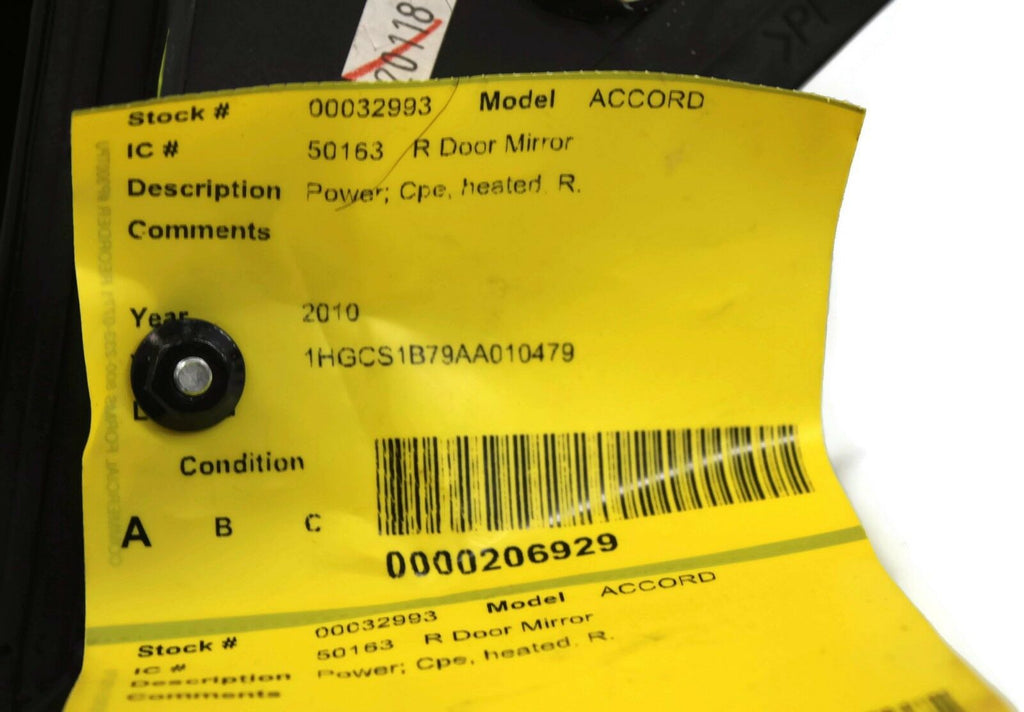 20118
Stock # 00032993 Model ACCORD
IC # 50163 R Door Mirror
Description Power; Cpe, heated, R.
Comments
Year 2010
1HGCS1B79AA010479
Condition
A B C
0000206929
Stock # 00032993 Model ACCORD
IC # 50163 R Door Mirror
Description Power; Cpe, heated, R.
Comments